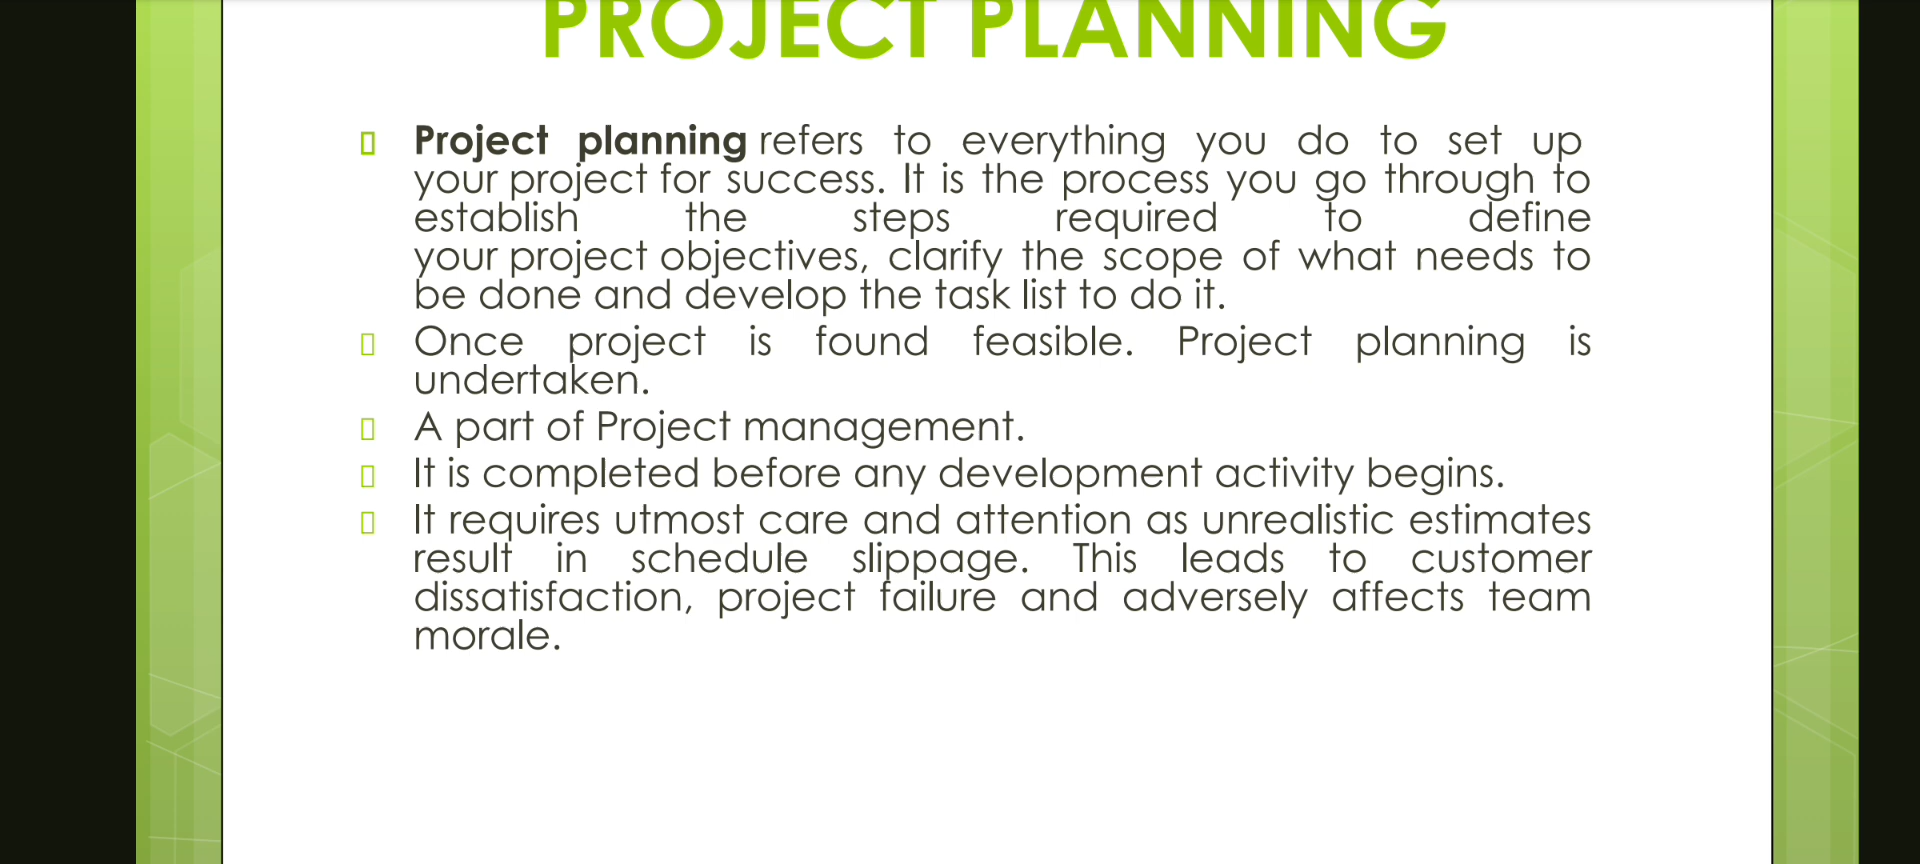 PROJECT PLANNING
Project planning refers to everything you do to set up
your project for success. It is the process you go through to
establish the steps required to define
your project objectives, clarify the scope of what needs to
be done and develop the task list to do it.
Once project is found feasible. Project planning is
undertaken.
A part of Project management.
It is completed before any development activity begins.
It requires utmost care and attention as unrealistic estimates
result in schedule slippage. This leads to customer
dissatisfaction, project failure and adversely affects team
morale.